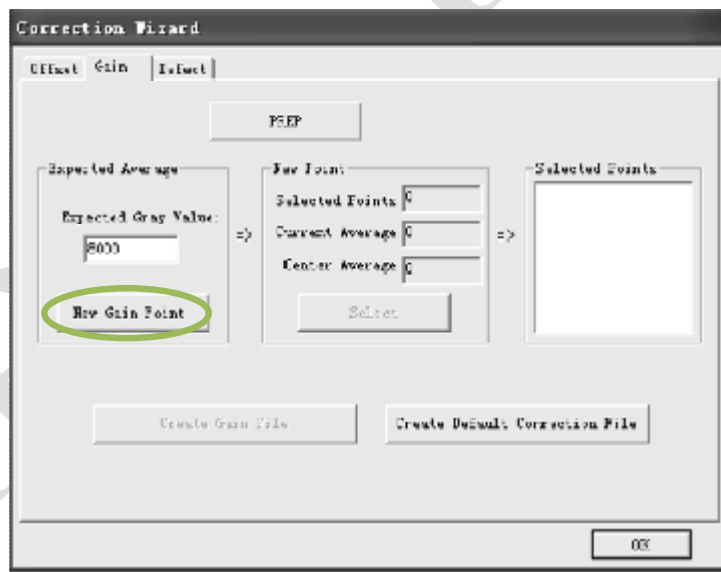 Correction Wizard
Offset Gain Defect
PREP
Expected Average
New Point
Selected Points
Expected Gray Value:
8000
=>
Selected Points 0
Current Average 0
Center Average 0
=>
New Gain Point
Select
Create Gain File
Create Default Correction File
OK